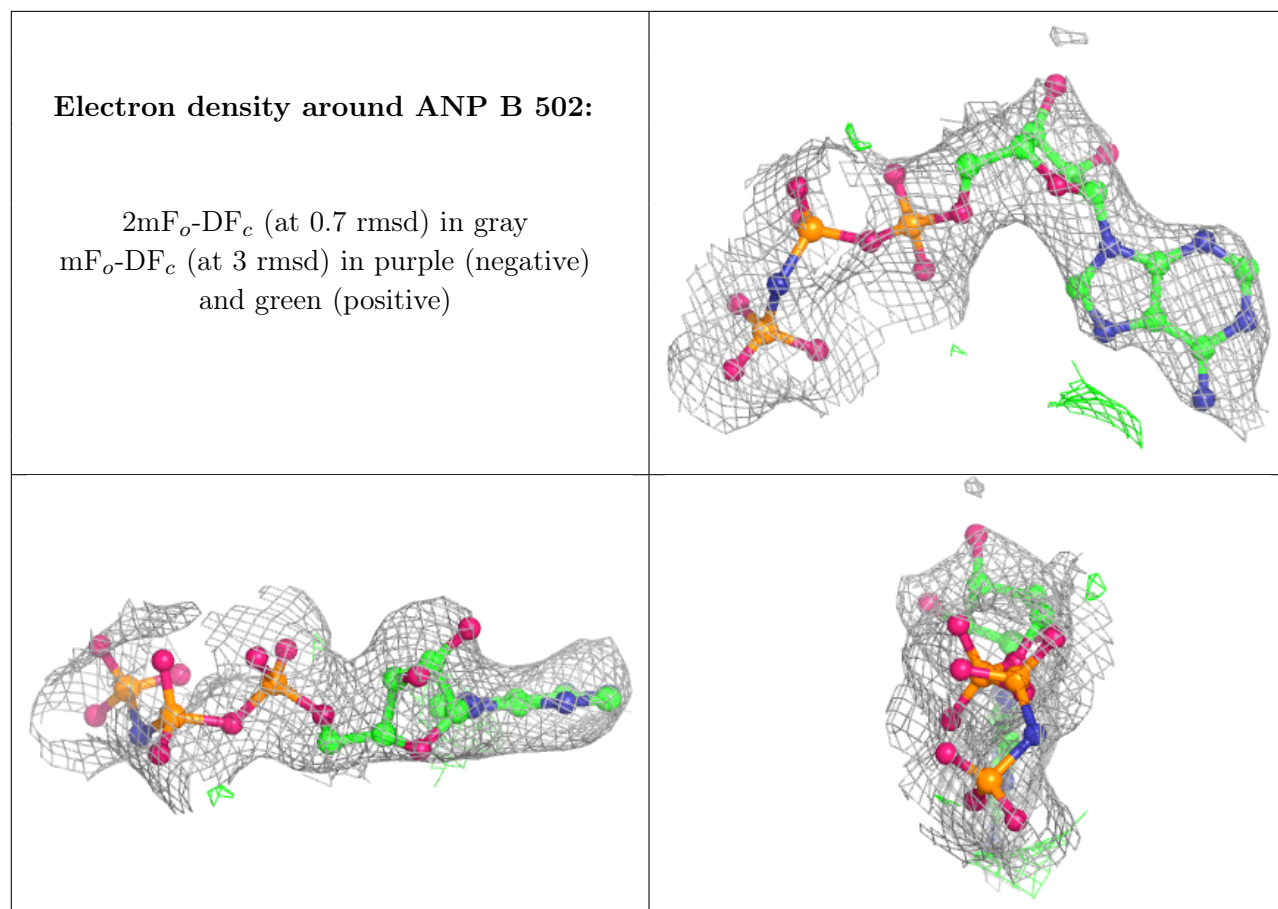 Electron density around ANP B 502:
2mFo-DFc (at 0.7 rmsd) in gray
mFo-DFc (at 3 rmsd) in purple (negative)
and green (positive)